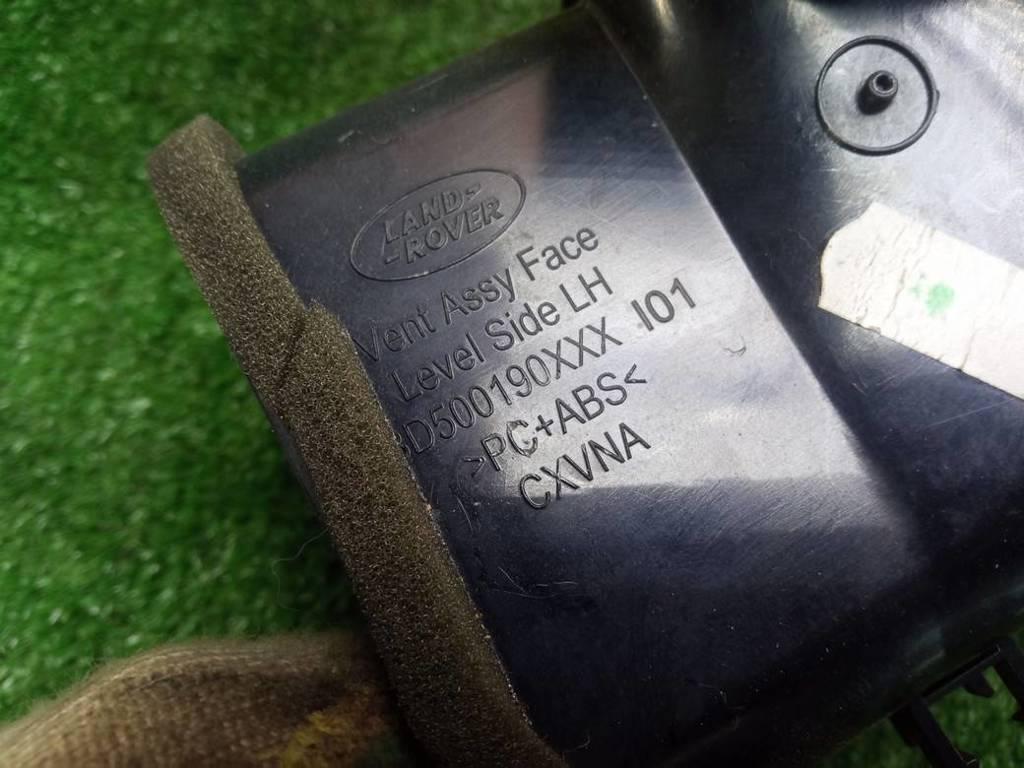 LAND-
-ROVER
Vent Assy Face
Level Side LH
D500190XXX I01
>PC+ABS<
CXVNA